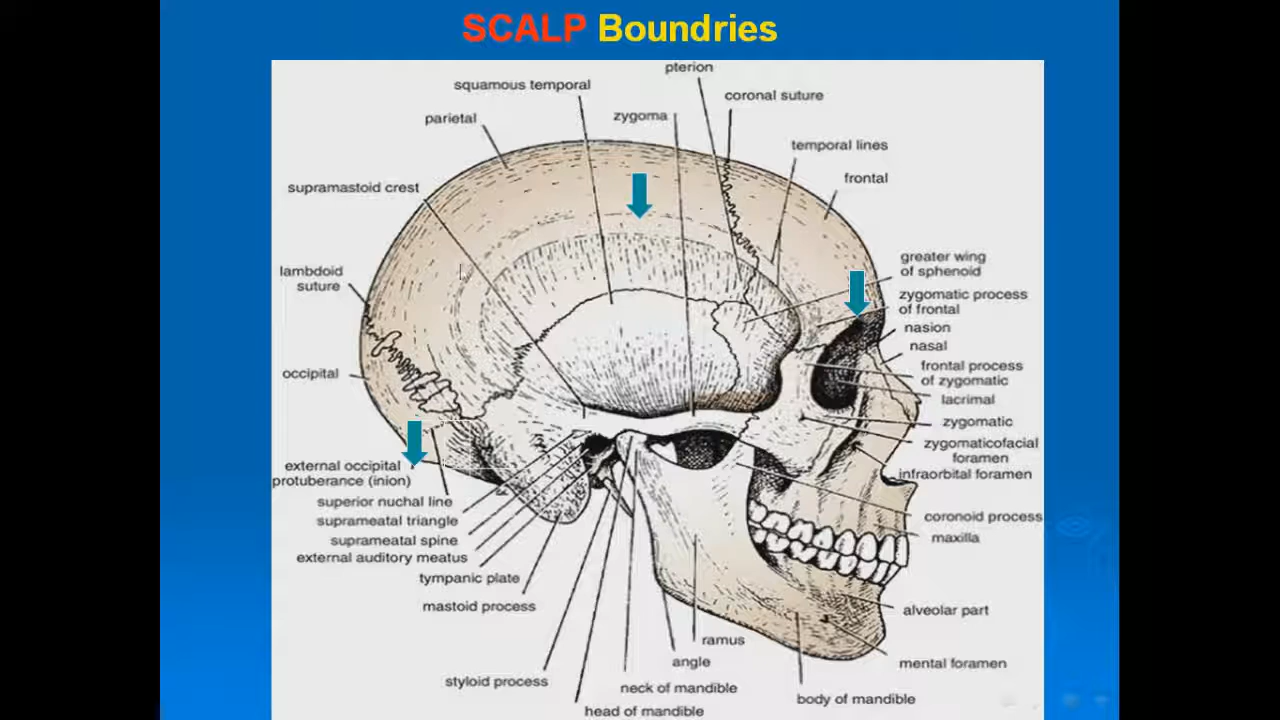 SCALP Boundries
pterion
squamous temporal
coronal suture
parietal
zygoma
temporal lines
frontal
supramastoid crest
greater wing
of sphenoid
lambdoid
suture
zygomatic process
of frontal
nasion
nasal
frontal process
of zygomatic
occipital
lacrimal
zygomatic
zygomaticofacial
foramen
external occipital
protuberance (inion)
infraorbital foramen
superior nuchal line
suprameatal triangle
coronoid process
suprameatal spine
maxilla
external auditory meatus
tympanic plate
mastoid process
alveolar part
ramus
angle
mental foramen
styloid process
neck of mandible
body of mandible
head of mandible